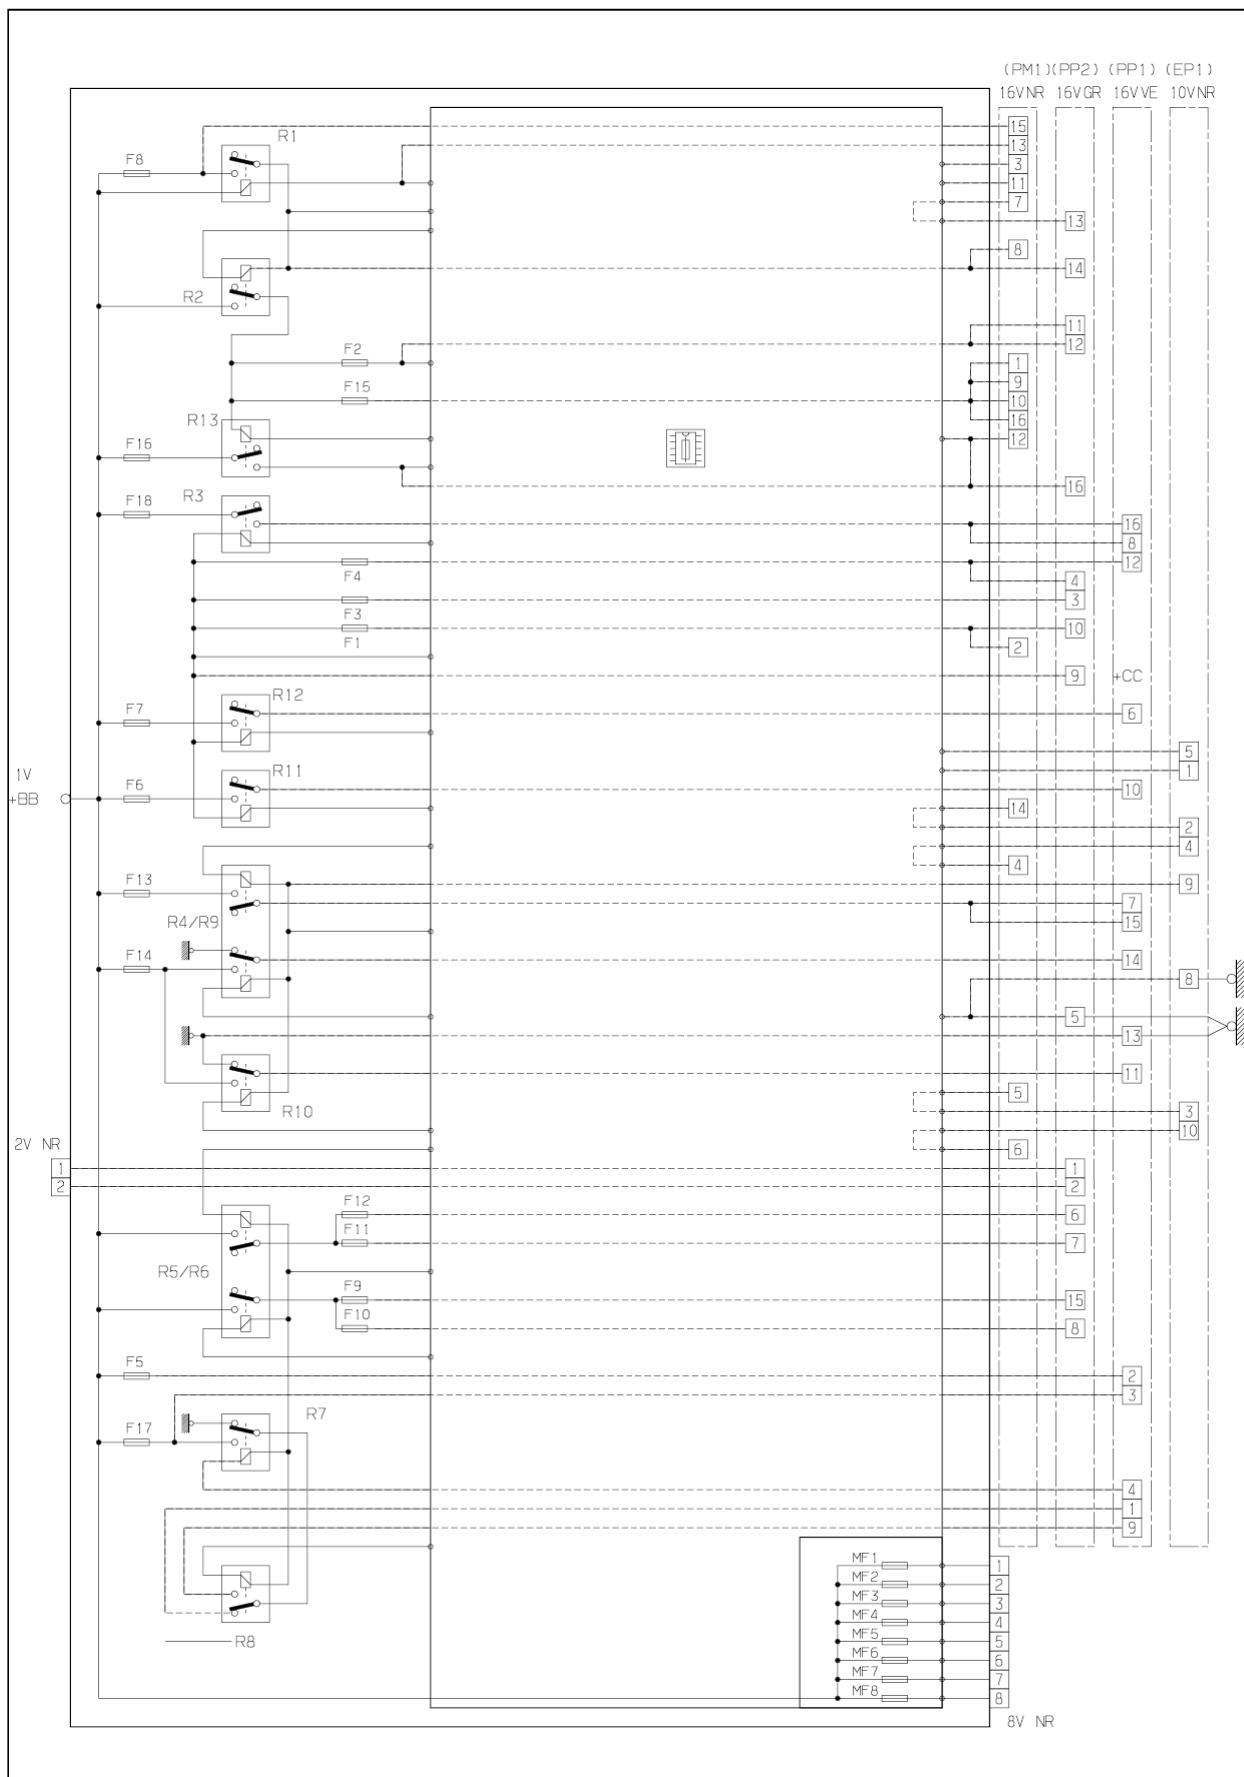 (PM1)(PP2) (PP1) (EP1)
16VNR 16VGR 16VVE 10VNR
R1
15
F8
13
3
11
7
13
8
R2
14
11
F2
12
1
F15
9
10
R13
16
F16
12
16
F18
R3
16
8
F4
12
4
3
F3
10
F1
2
9
+CC
R12
F7
6
5
R11
1
1V
F6
+BB
10
14
2
4
4
F13
9
7
R4/R9
15
F14
14
8
5
13
11
R10
5
3
10
2V NR
6
1
1
2
2
F12
6
F11
7
R5/R6
F9
15
F10
8
F5
2
3
R7
F17
4
1
9
MF1
1
MF2
2
MF3
3
MF4
4
R8
MF5
5
MF6
6
MF7
7
MF8
8
8V NR